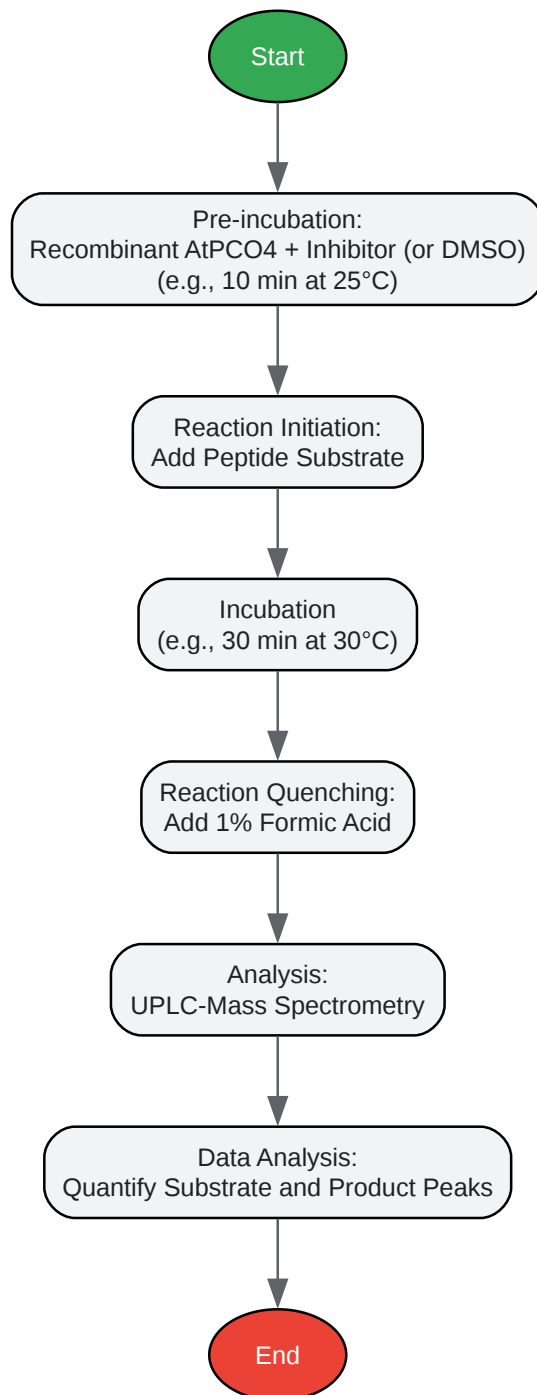 Start
Pre-incubation:
Recombinant AtPCO4 + Inhibitor (or DMSO)
(e.g., 10 min at 25°C)
Reaction Initiation:
Add Peptide Substrate
Incubation
(e.g., 30 min at 30°C)
Reaction Quenching:
Add 1% Formic Acid
Analysis:
UPLC-Mass Spectrometry
Data Analysis:
Quantify Substrate and Product Peaks
End